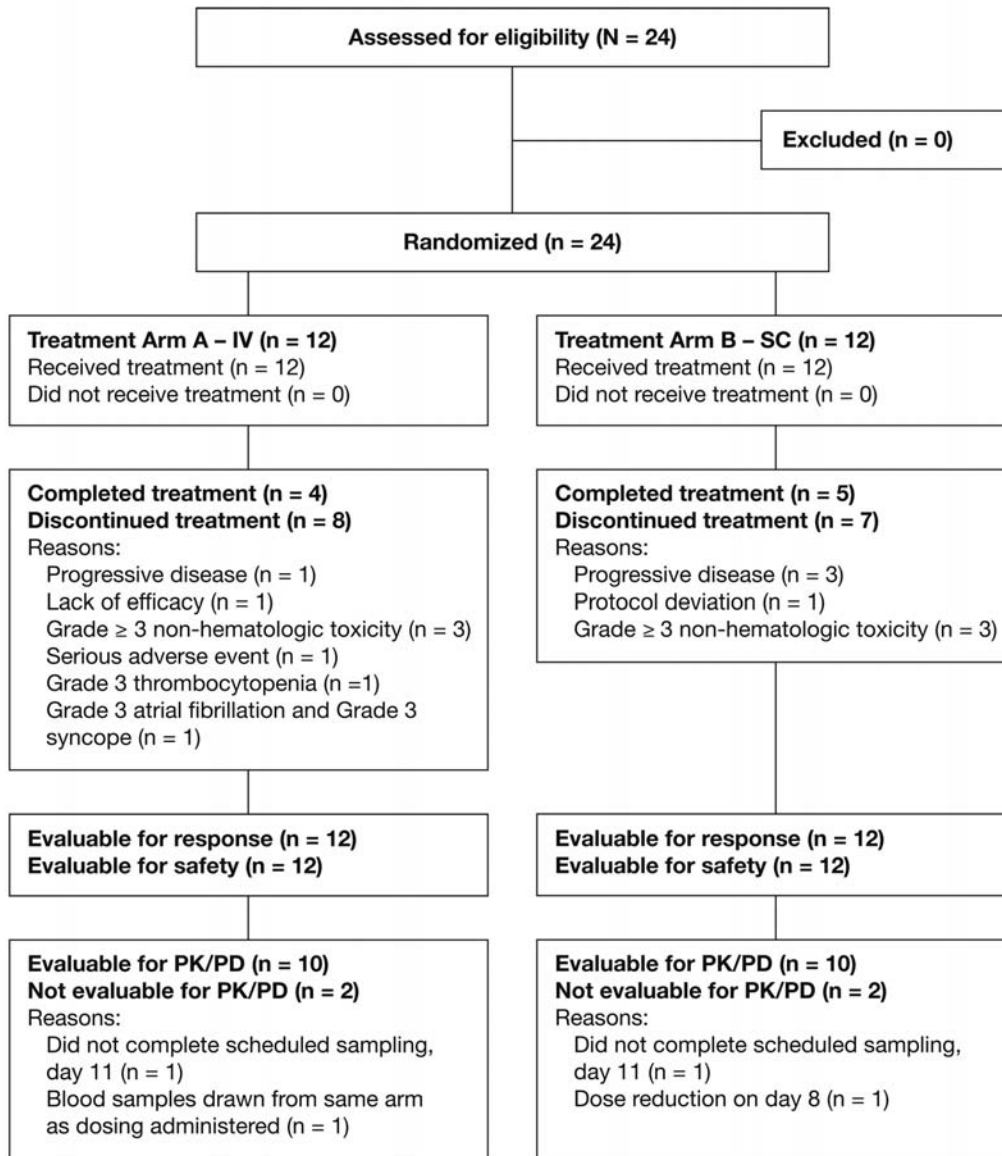 Assessed for eligibility (N = 24)
Excluded (n = 0)
Randomized (n = 24)
Treatment Arm A – IV (n = 12)
Received treatment (n = 12)
Did not receive treatment (n = 0)
Treatment Arm B – SC (n = 12)
Received treatment (n = 12)
Did not receive treatment (n = 0)
Completed treatment (n = 4)
Discontinued treatment (n = 8)
Reasons:
Progressive disease (n = 1)
Lack of efficacy (n = 1)
Grade ≥ 3 non-hematologic toxicity (n = 3)
Serious adverse event (n = 1)
Grade 3 thrombocytopenia (n =1)
Grade 3 atrial fibrillation and Grade 3
syncope (n = 1)
Completed treatment (n = 5)
Discontinued treatment (n = 7)
Reasons:
Progressive disease (n = 3)
Protocol deviation (n = 1)
Grade ≥ 3 non-hematologic toxicity (n = 3)
Evaluable for response (n = 12)
Evaluable for safety (n = 12)
Evaluable for response (n = 12)
Evaluable for safety (n = 12)
Evaluable for PK/PD (n = 10)
Not evaluable for PK/PD (n = 2)
Reasons:
Did not complete scheduled sampling,
day 11 (n = 1)
Blood samples drawn from same arm
as dosing administered (n = 1)
Evaluable for PK/PD (n = 10)
Not evaluable for PK/PD (n = 2)
Reasons:
Did not complete scheduled sampling,
day 11 (n = 1)
Dose reduction on day 8 (n = 1)